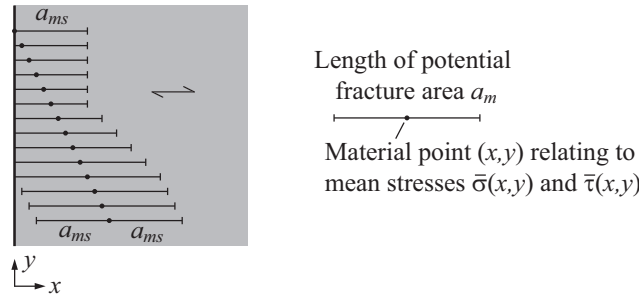 a_ms
Length of potential
fracture area a_m
Material point (x,y) relating to
mean stresses σ̄(x,y) and τ̄(x,y)
a_ms a_ms
y
x